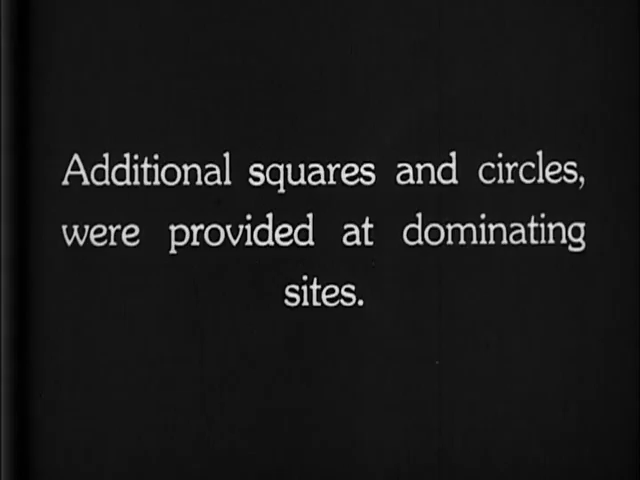 Additional squares and circles,
were provided at dominating
sites.